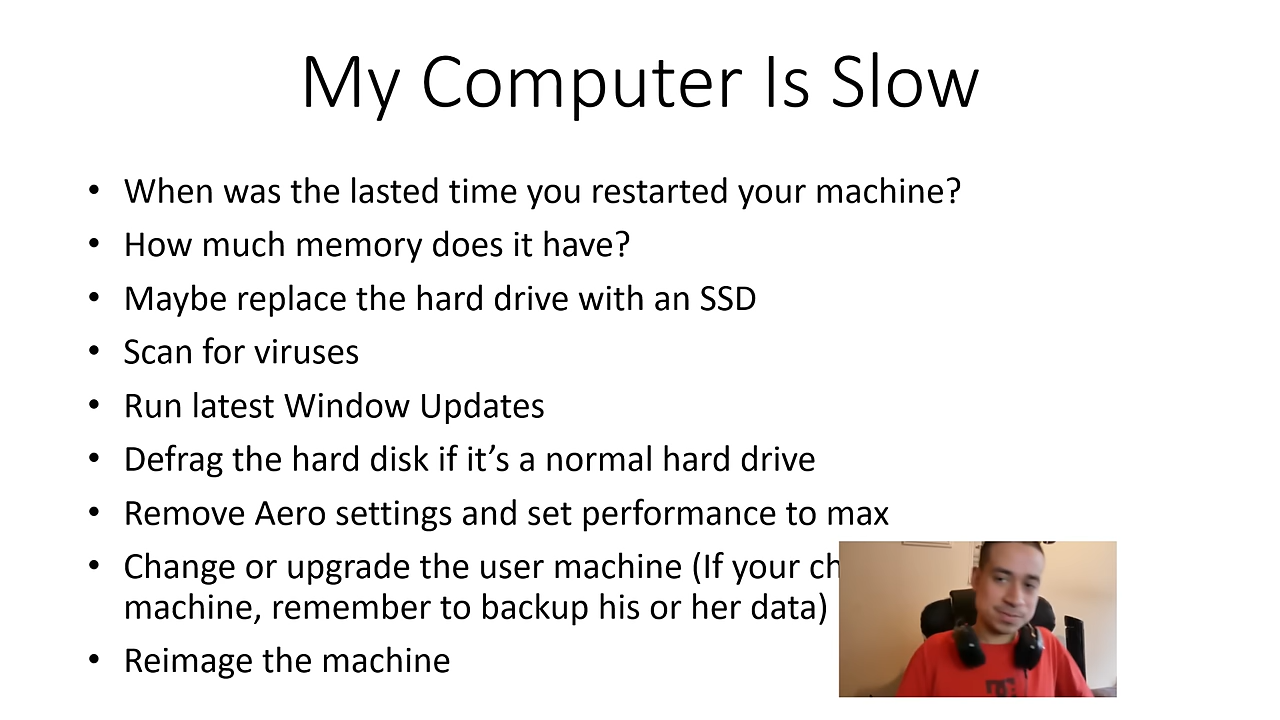 My Computer Is Slow
• When was the lasted time you restarted your machine?
• How much memory does it have?
• Maybe replace the hard drive with an SSD
• Scan for viruses
• Run latest Window Updates
• Defrag the hard disk if it’s a normal hard drive
• Remove Aero settings and set performance to max
• Change or upgrade the user machine (If your
machine, remember to backup his or her data)
• Reimage the machine